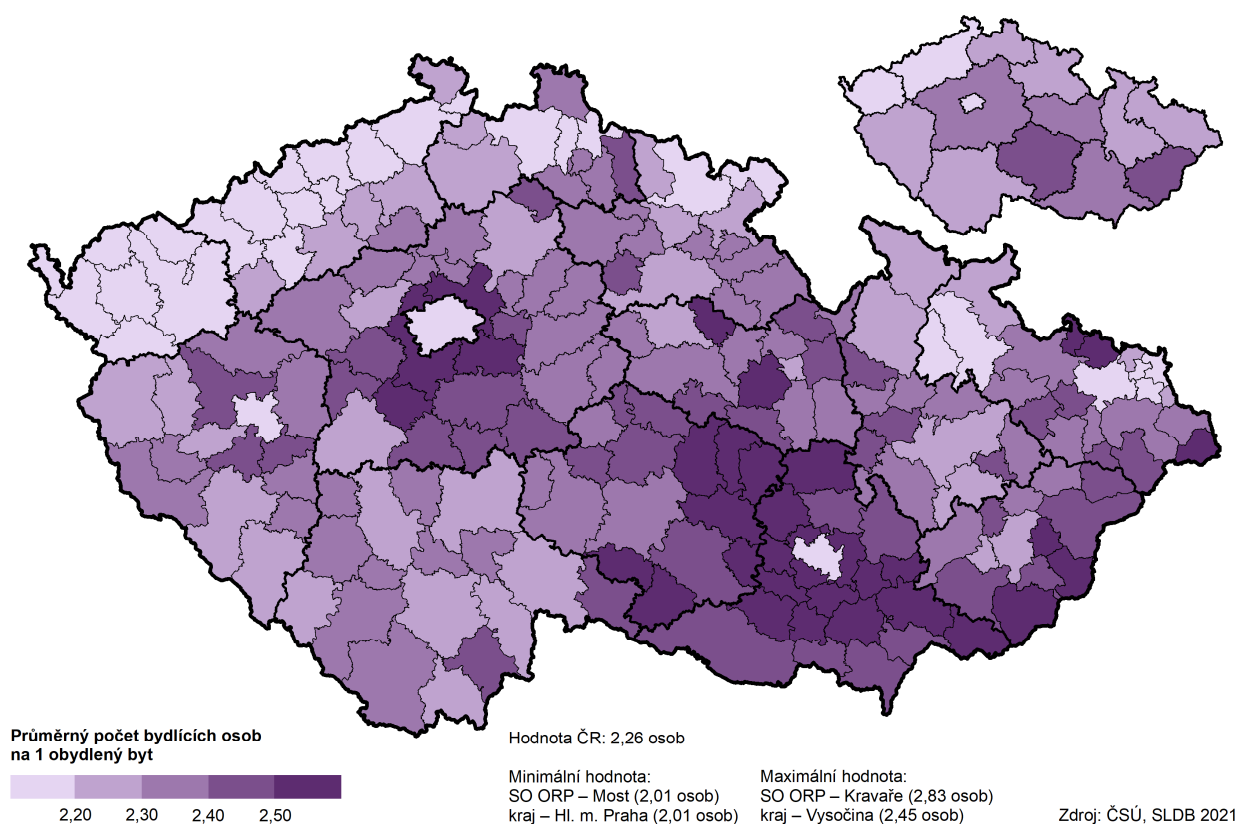 Průměrný počet bydlících osob
na 1 obydlený byt
2,20 2,30 2,40 2,50
Hodnota ČR: 2,26 osob
Minimální hodnota:
SO ORP – Most (2,01 osob)
kraj – Hl. m. Praha (2,01 osob)
Maximální hodnota:
SO ORP – Kravaře (2,83 osob)
kraj – Vysočina (2,45 osob)
Zdroj: ČSÚ, SLDB 2021